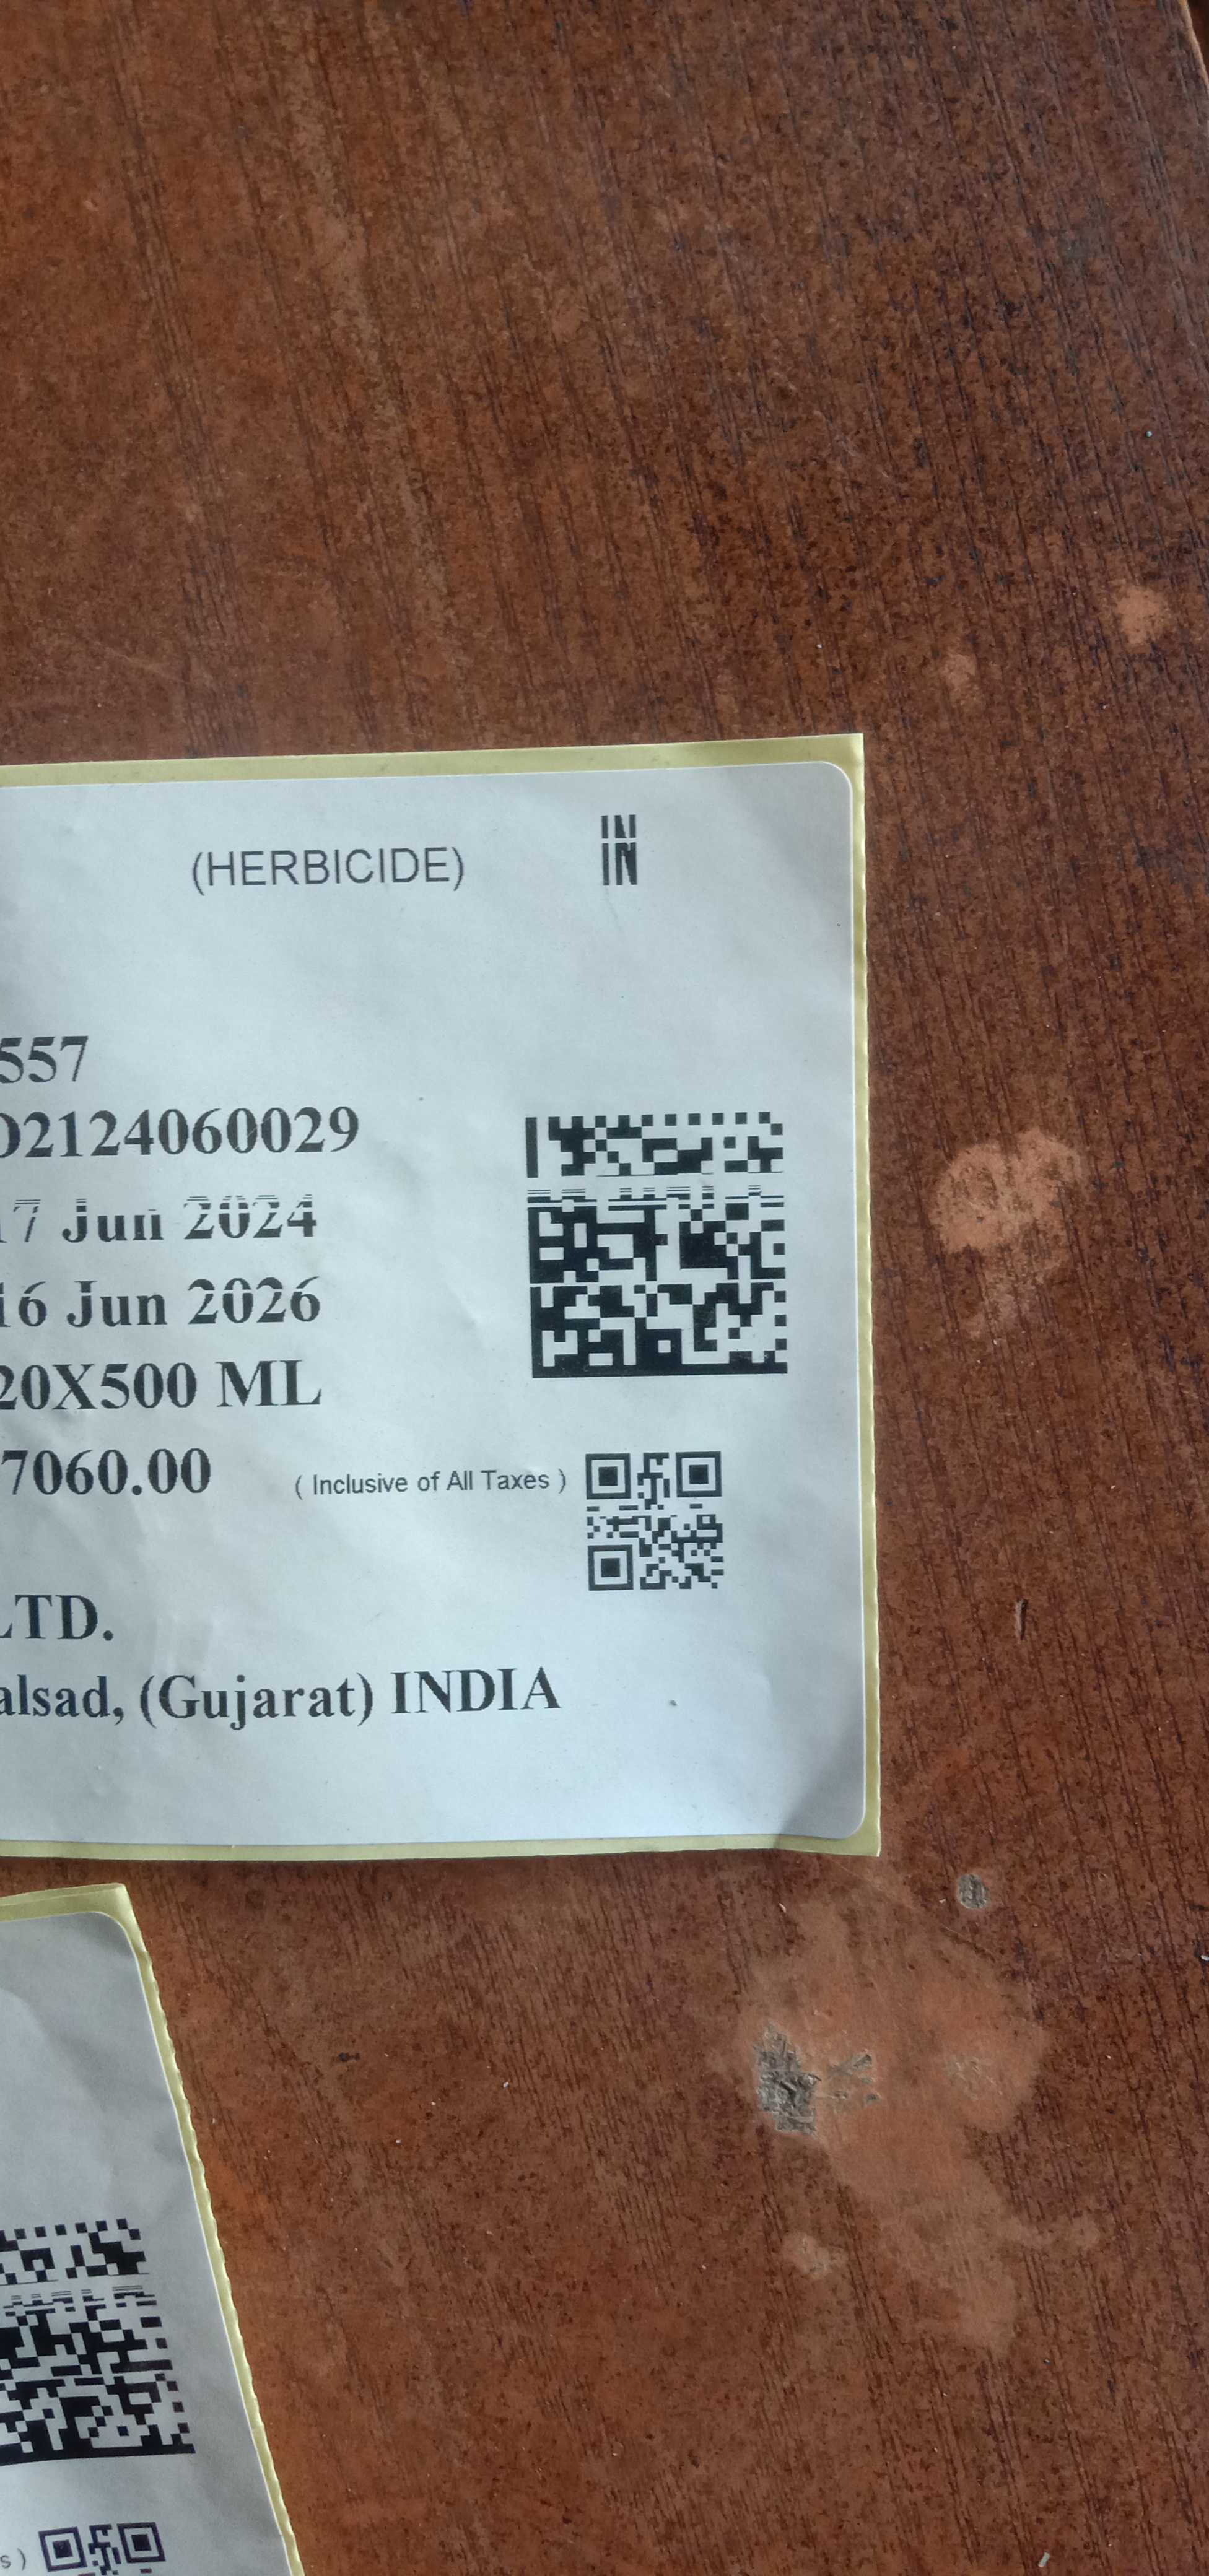 (HERBICIDE) IN
557
D2124060029
17 Jun 2024
16 Jun 2026
20X500 ML
7060.00 ( Inclusive of All Taxes )
LTD.
alsad, (Gujarat) INDIA
s )